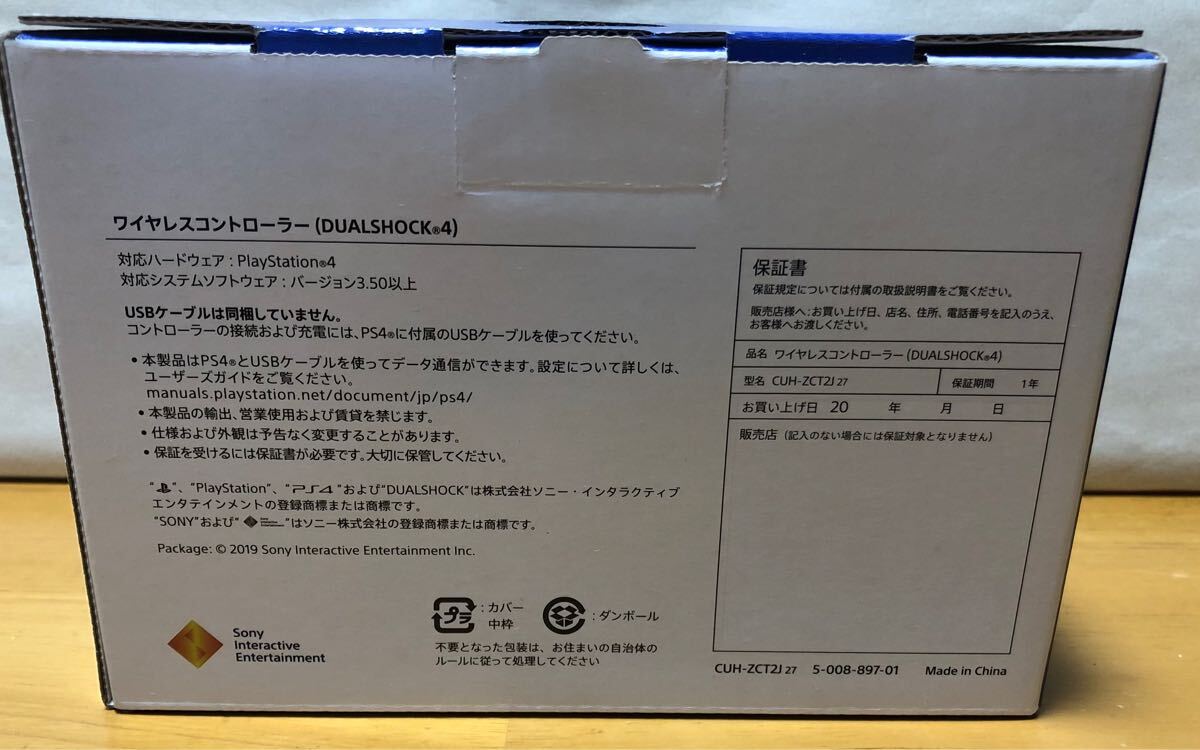 ワイヤレスコントローラー (DUALSHOCK®4)
対応ハードウェア : PlayStation®4
対応システムソフトウェア : バージョン3.50以上
USBケーブルは同梱していません。
コントローラーの接続および充電には、PS4®に付属のUSBケーブルを使ってください。
• 本製品はPS4®とUSBケーブルを使ってデータ通信ができます。設定について詳しくは、
ユーザーズガイドをご覧ください。
manuals.playstation.net/document/jp/ps4/
• 本製品の輸出、営業使用および賃貸を禁じます。
• 仕様および外観は予告なく変更することがあります。
• 保証を受けるには保証書が必要です。大切に保管してください。
“ ”、“PlayStation”、“PS4”および“DUALSHOCK”は株式会社ソニー・インタラクティブ
エンタテインメントの登録商標または商標です。
“SONY”および“ ”はソニー株式会社の登録商標または商標です。
Package: © 2019 Sony Interactive Entertainment Inc.
Sony
Interactive
Entertainment
プラ : カバー
中枠
: ダンボール
不要となった包装は、お住まいの自治体の
ルールに従って処理してください
保証書
保証規定については付属の取扱説明書をご覧ください。
販売店様へ : お買い上げ日、店名、住所、電話番号を記入のうえ、
お客様へお渡しください。
品名 ワイヤレスコントローラー (DUALSHOCK®4)
型名 CUH-ZCT2J 27 保証期間 1年
お買い上げ日 20 年 月 日
販売店 (記入のない場合には保証対象となりません)
CUH-ZCT2J 27 5-008-897-01 Made in China